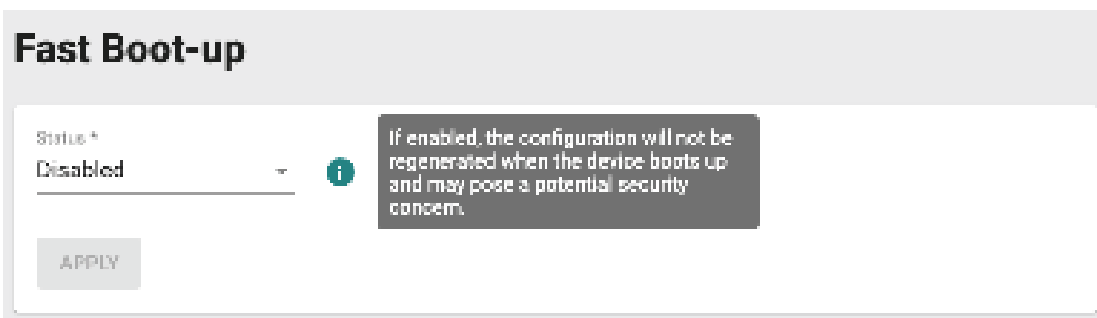 Fast Boot-up
Status *
Disabled
If enabled, the configuration will not be
regenerated when the device boots up
and may pose a potential security
concern.
APPLY